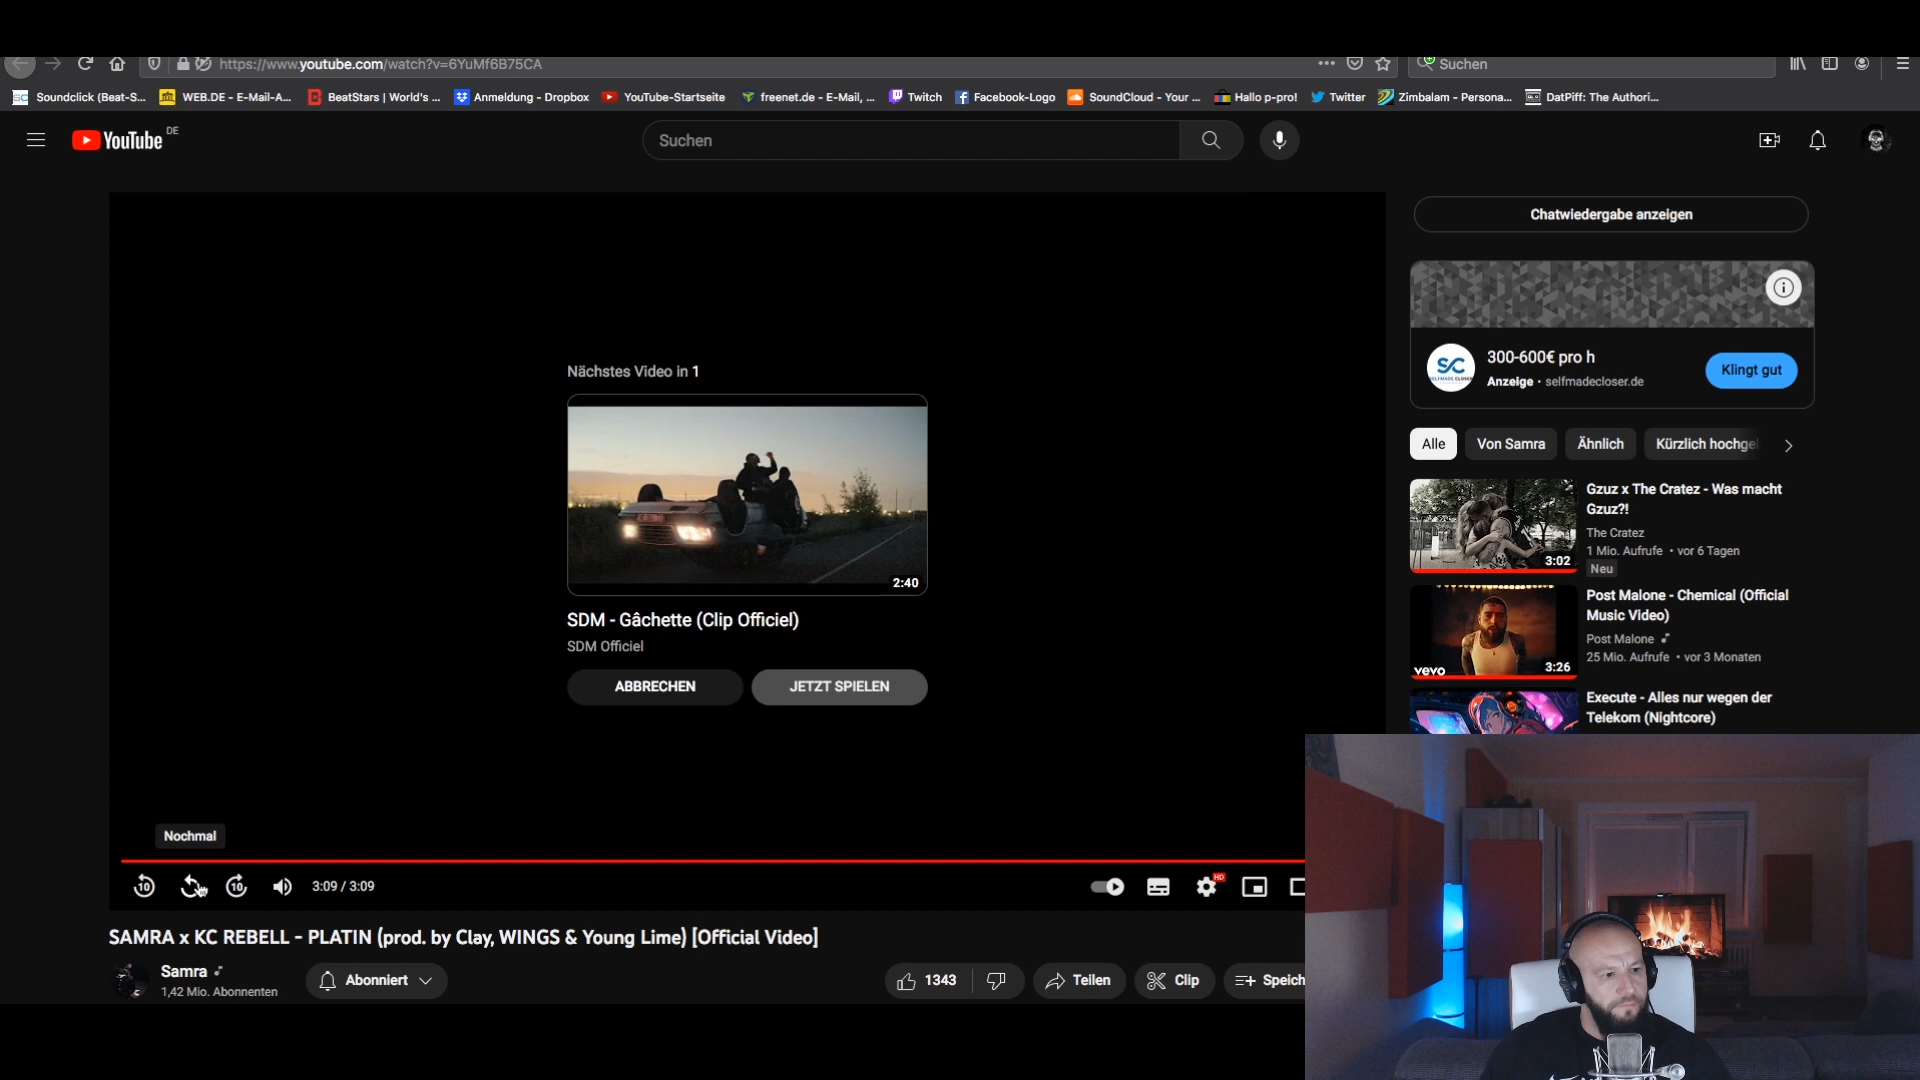 https://www.youtube.com/watch?v=6YuMf6B75CA
Suchen
Soundclick (Beat-S...
WEB.DE - E-Mail-A...
BeatStars | World's ...
Anmeldung - Dropbox
YouTube-Startseite
freenet.de - E-Mail, ...
Twitch
Facebook-Logo
SoundCloud - Your ...
Hallo p-pro!
Twitter
Zimbalam - Persona...
DatPiff: The Authori...
YouTube DE
Suchen
Chatwiedergabe anzeigen
SC
300-600€ pro h
Anzeige • selfmadecloser.de
Klingt gut
Nächstes Video in 1
2:40
SDM - Gâchette (Clip Officiel)
SDM Officiel
ABBRECHEN
JETZT SPIELEN
Alle
Von Samra
Ähnlich
Kürzlich hochge
3:02
Gzuz x The Cratez - Was macht
Gzuz?!
The Cratez
1 Mio. Aufrufe • vor 6 Tagen
Neu
vevo
3:26
Post Malone - Chemical (Official
Music Video)
Post Malone
25 Mio. Aufrufe • vor 3 Monaten
Execute - Alles nur wegen der
Telekom (Nightcore)
Nochmal
10
10
3:09 / 3:09
HD
SAMRA x KC REBELL - PLATIN (prod. by Clay, WINGS & Young Lime) [Official Video]
Samra
1,42 Mio. Abonnenten
Abonniert
1343
Teilen
Clip
Speich